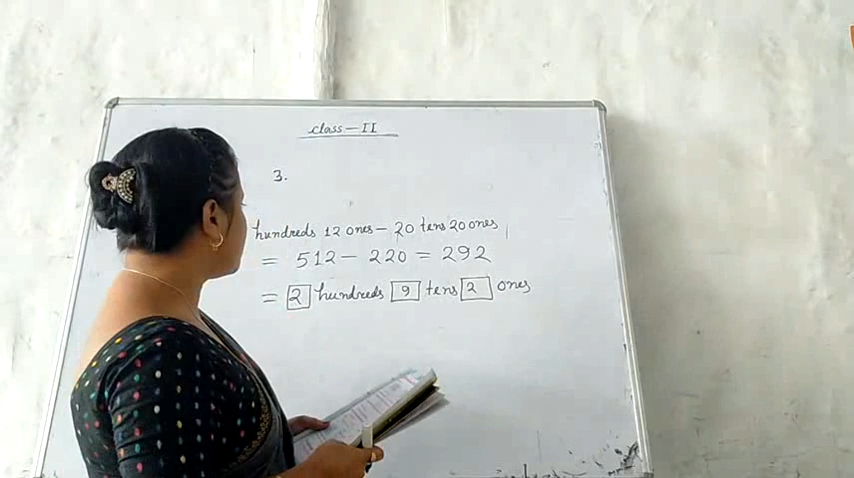 class-II
3.
hundreds 12 ones - 20 tens 20 ones
= 512 - 220 = 292
= 2 hundreds 9 tens 2 ones